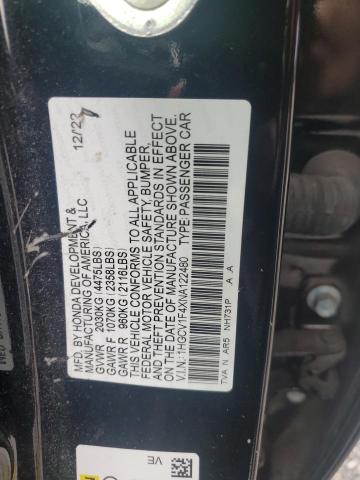 MFD. BY HONDA DEVELOPMENT &
MANUFACTURING OF AMERICA, LLC 12/22
GVWR 2030KG (4475LBS)
GAWR F 1070KG (2358LBS)
GAWR R 960KG (2116LBS)
THIS VEHICLE CONFORMS TO ALL APPLICABLE
FEDERAL MOTOR VEHICLE SAFETY, BUMPER,
AND THEFT PREVENTION STANDARDS IN EFFECT
ON THE DATE OF MANUFACTURE SHOWN ABOVE.
V.I.N.: 1HGCV1F4XNA122480 TYPE: PASSENGER CAR
TVA N AR5 NH731P A A
VE